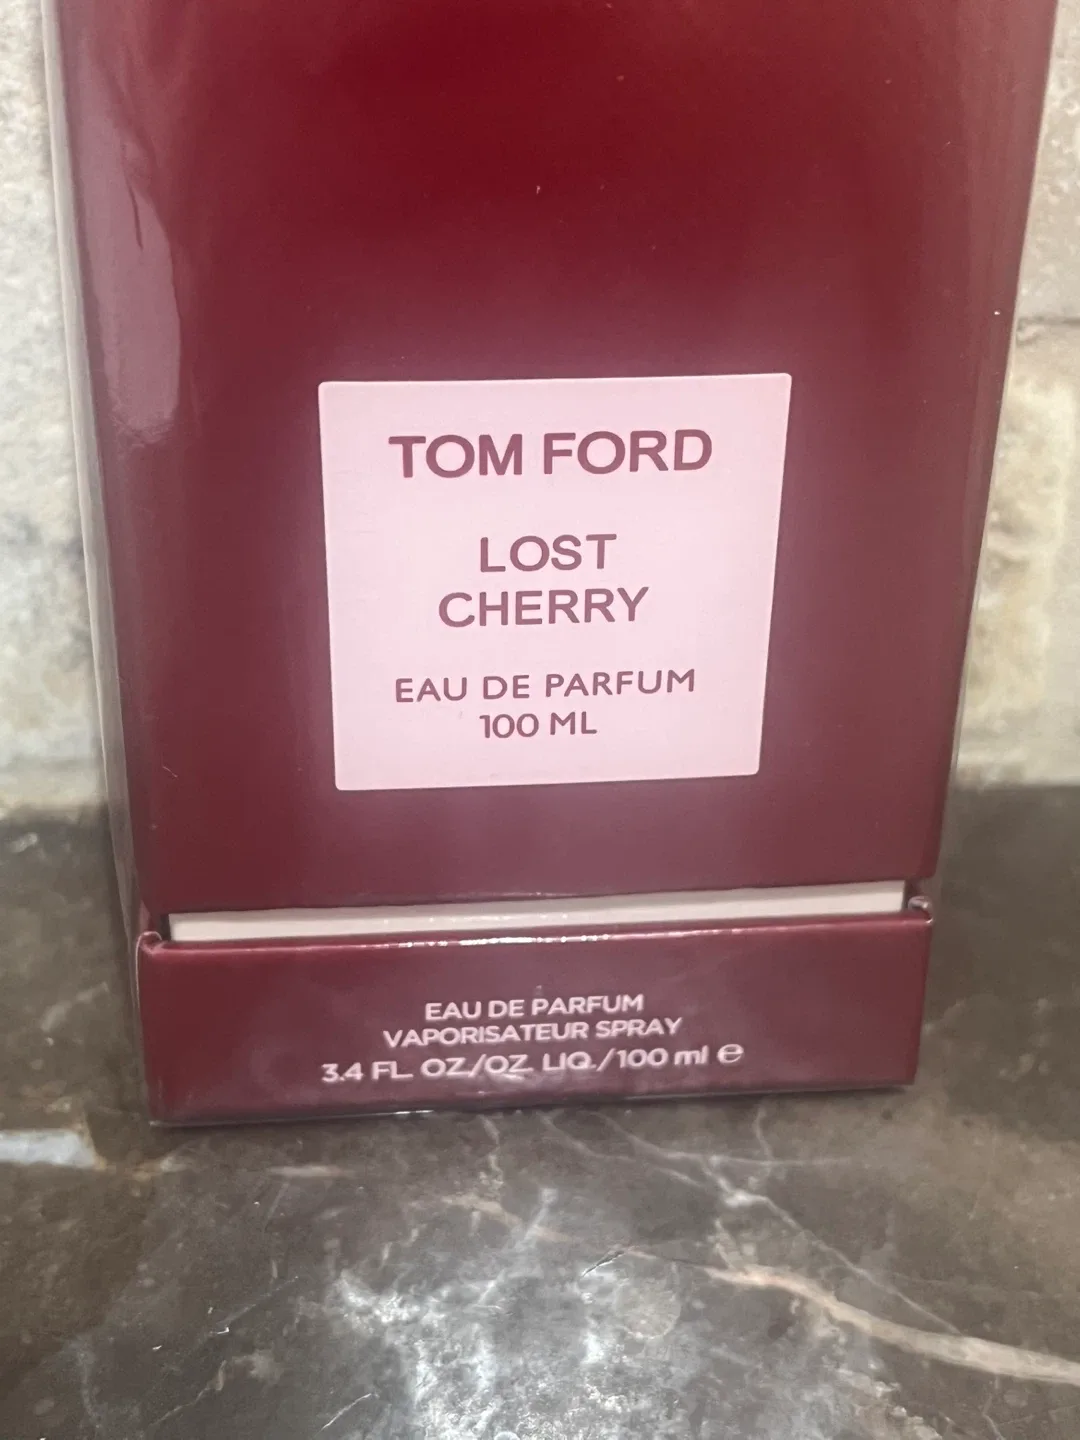 TOM FORD
LOST
CHERRY
EAU DE PARFUM
100 ML
EAU DE PARFUM
VAPORISATEUR SPRAY
3.4 FL. OZ./OZ. LIQ./100 ml ℮